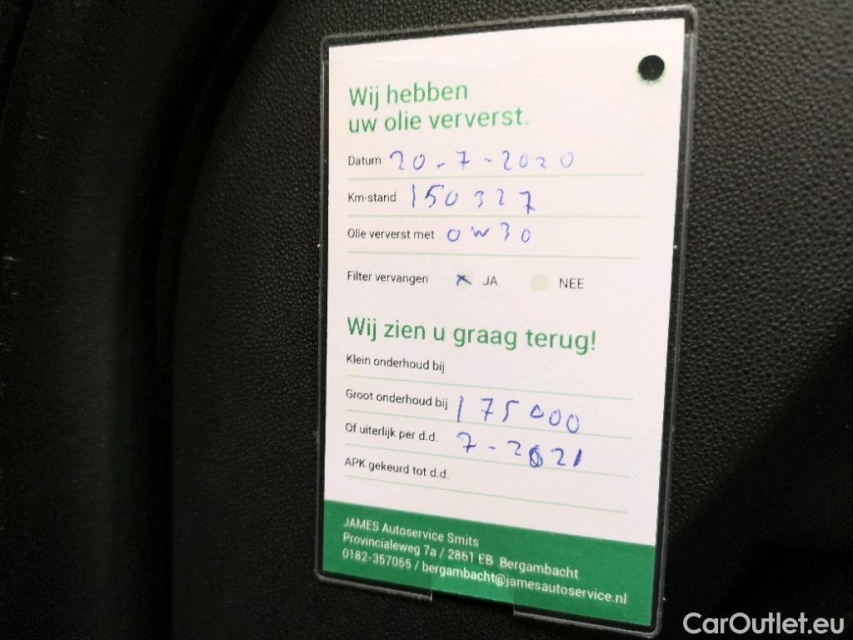 Wij hebben
uw olie ververst.
Datum 20-7-2020
Km-stand 150327
Olie ververst met 0W30
Filter vervangen x JA NEE
Wij zien u graag terug!
Klein onderhoud bij
Groot onderhoud bij 175000
Of uiterlijk per d.d. 7-2021
APK gekeurd tot d.d.
JAMES Autoservice Smits
Provincialeweg 7a / 2861 EB Bergambacht
0182-357055 / bergambacht@jamesautoservice.nl
CarOutlet.eu